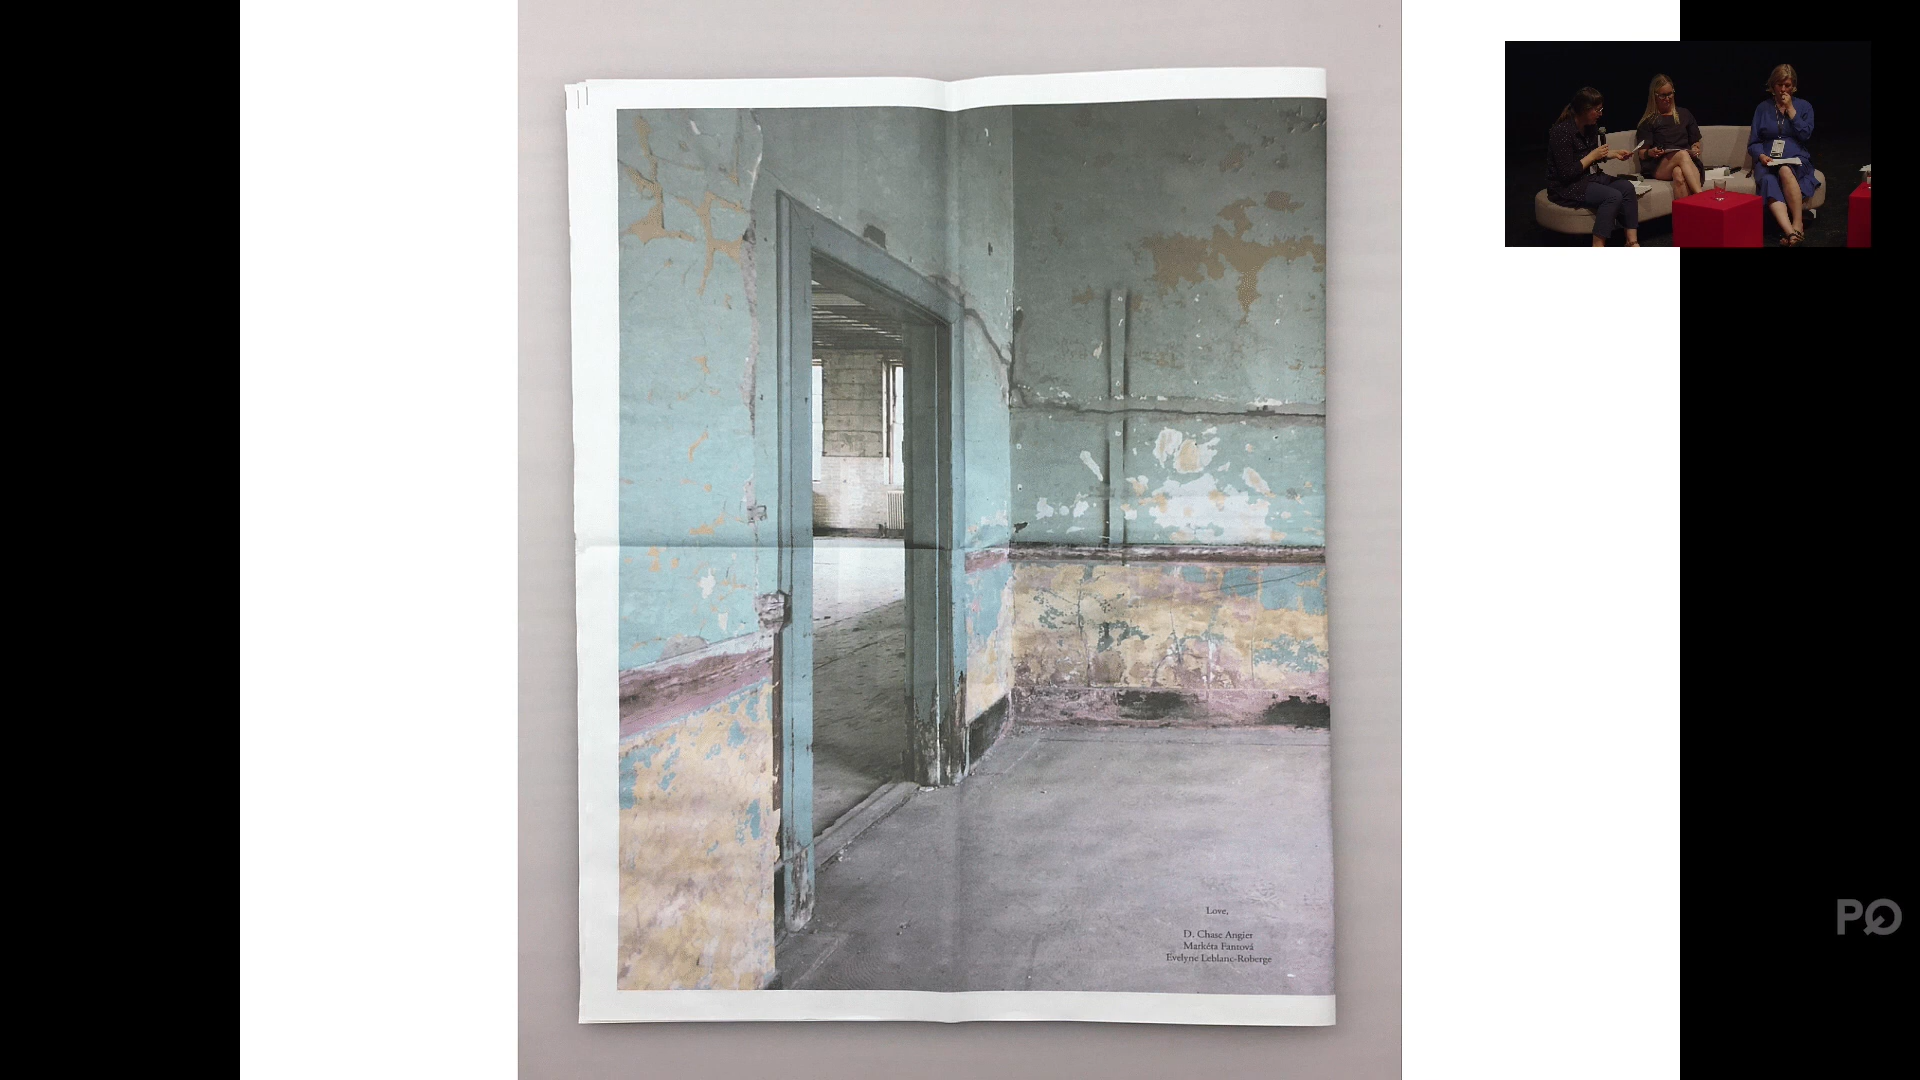 Love,
D. Chase Angier
Markéta Fantová
Evelyne Leblanc-Roberge
PQ